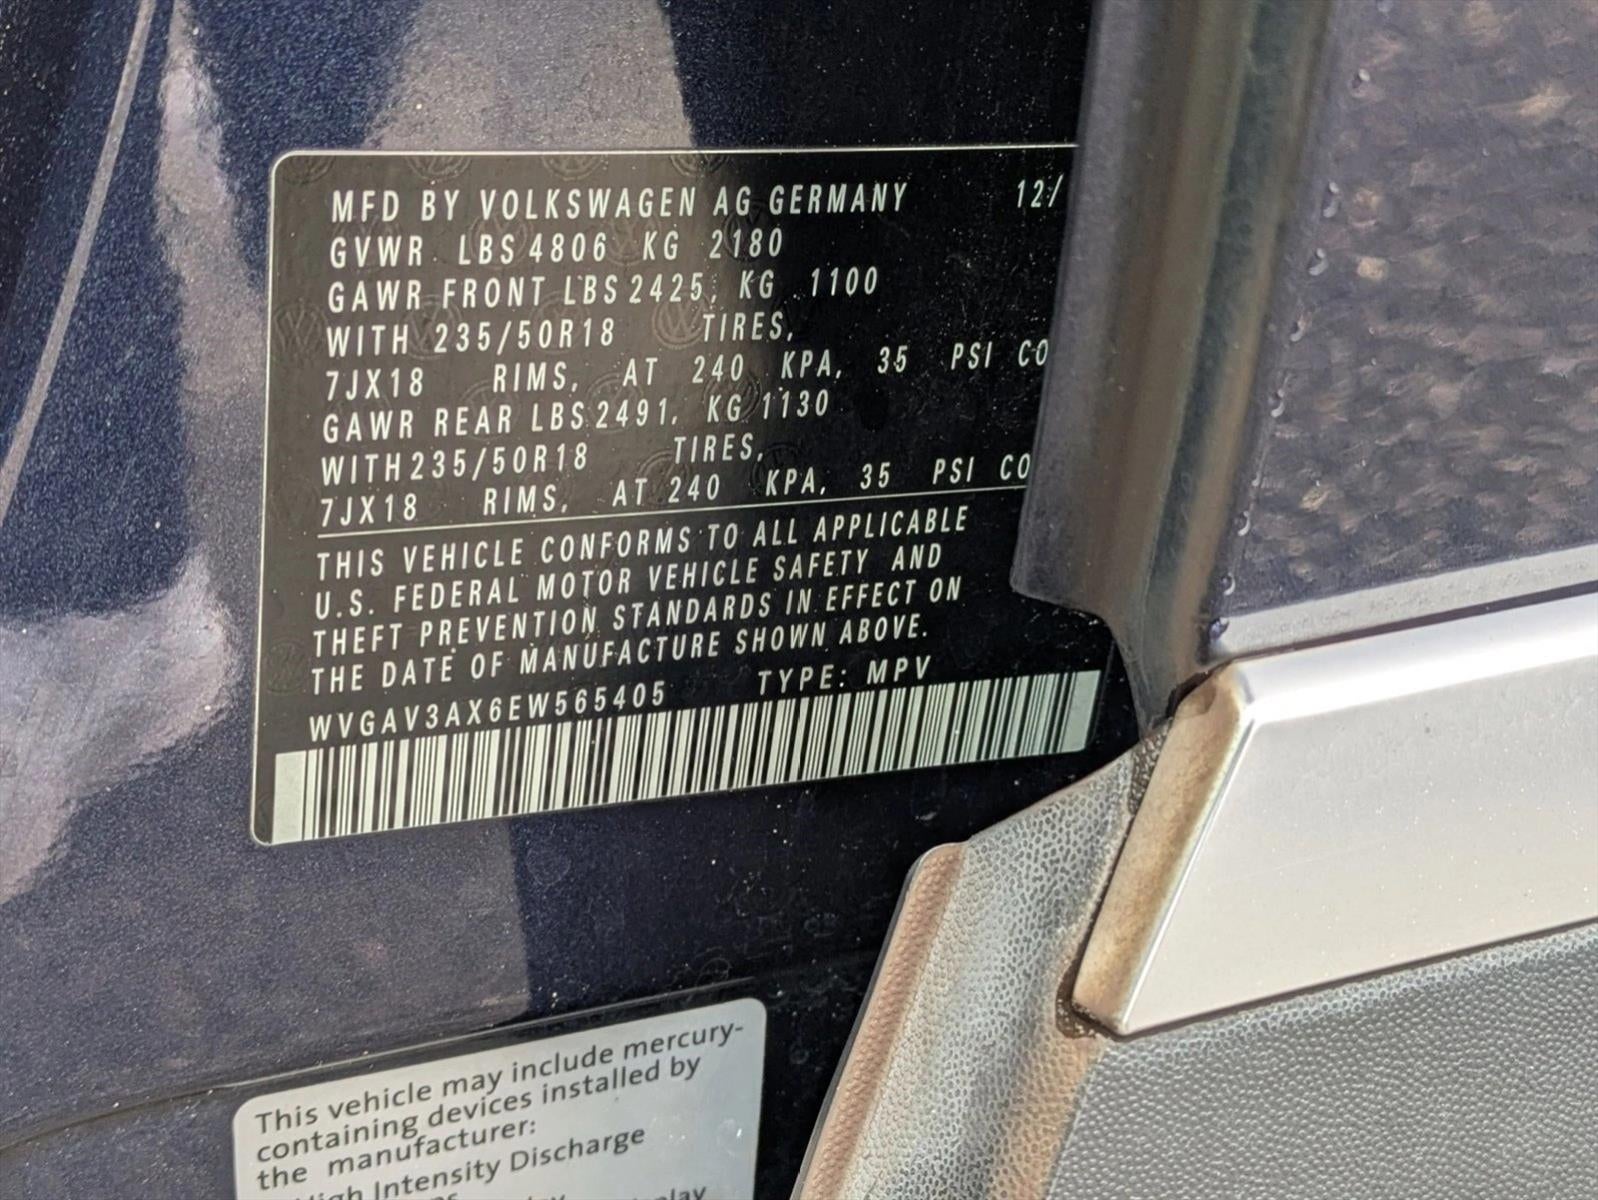 MFD BY VOLKSWAGEN AG GERMANY 12/
GVWR LBS 4806 KG 2180
GAWR FRONT LBS 2425, KG 1100
WITH 235/50R18 TIRES,
7JX18 RIMS, AT 240 KPA, 35 PSI CO
GAWR REAR LBS 2491, KG 1130
WITH 235/50R18 TIRES,
7JX18 RIMS, AT 240 KPA, 35 PSI CO
THIS VEHICLE CONFORMS TO ALL APPLICABLE
U.S. FEDERAL MOTOR VEHICLE SAFETY AND
THEFT PREVENTION STANDARDS IN EFFECT ON
THE DATE OF MANUFACTURE SHOWN ABOVE.
WVGAV3AX6EW565405 TYPE: MPV
This vehicle may include mercury-
containing devices installed by
the manufacturer:
High Intensity Discharge